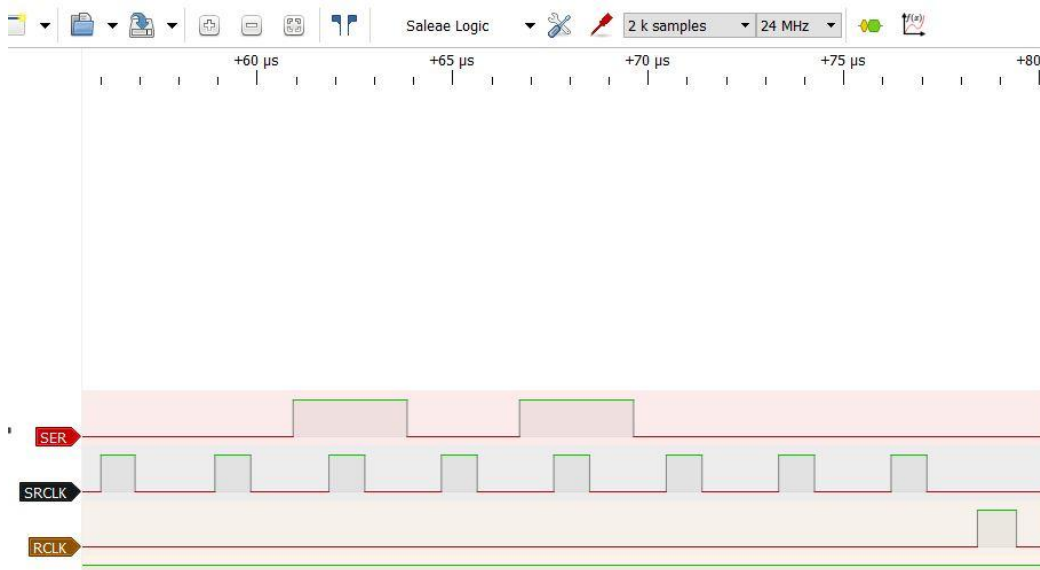 Saleae Logic 2 k samples 24 MHz f(x)
+60 µs +65 µs +70 µs +75 µs +80
SER
SRCLK
RCLK